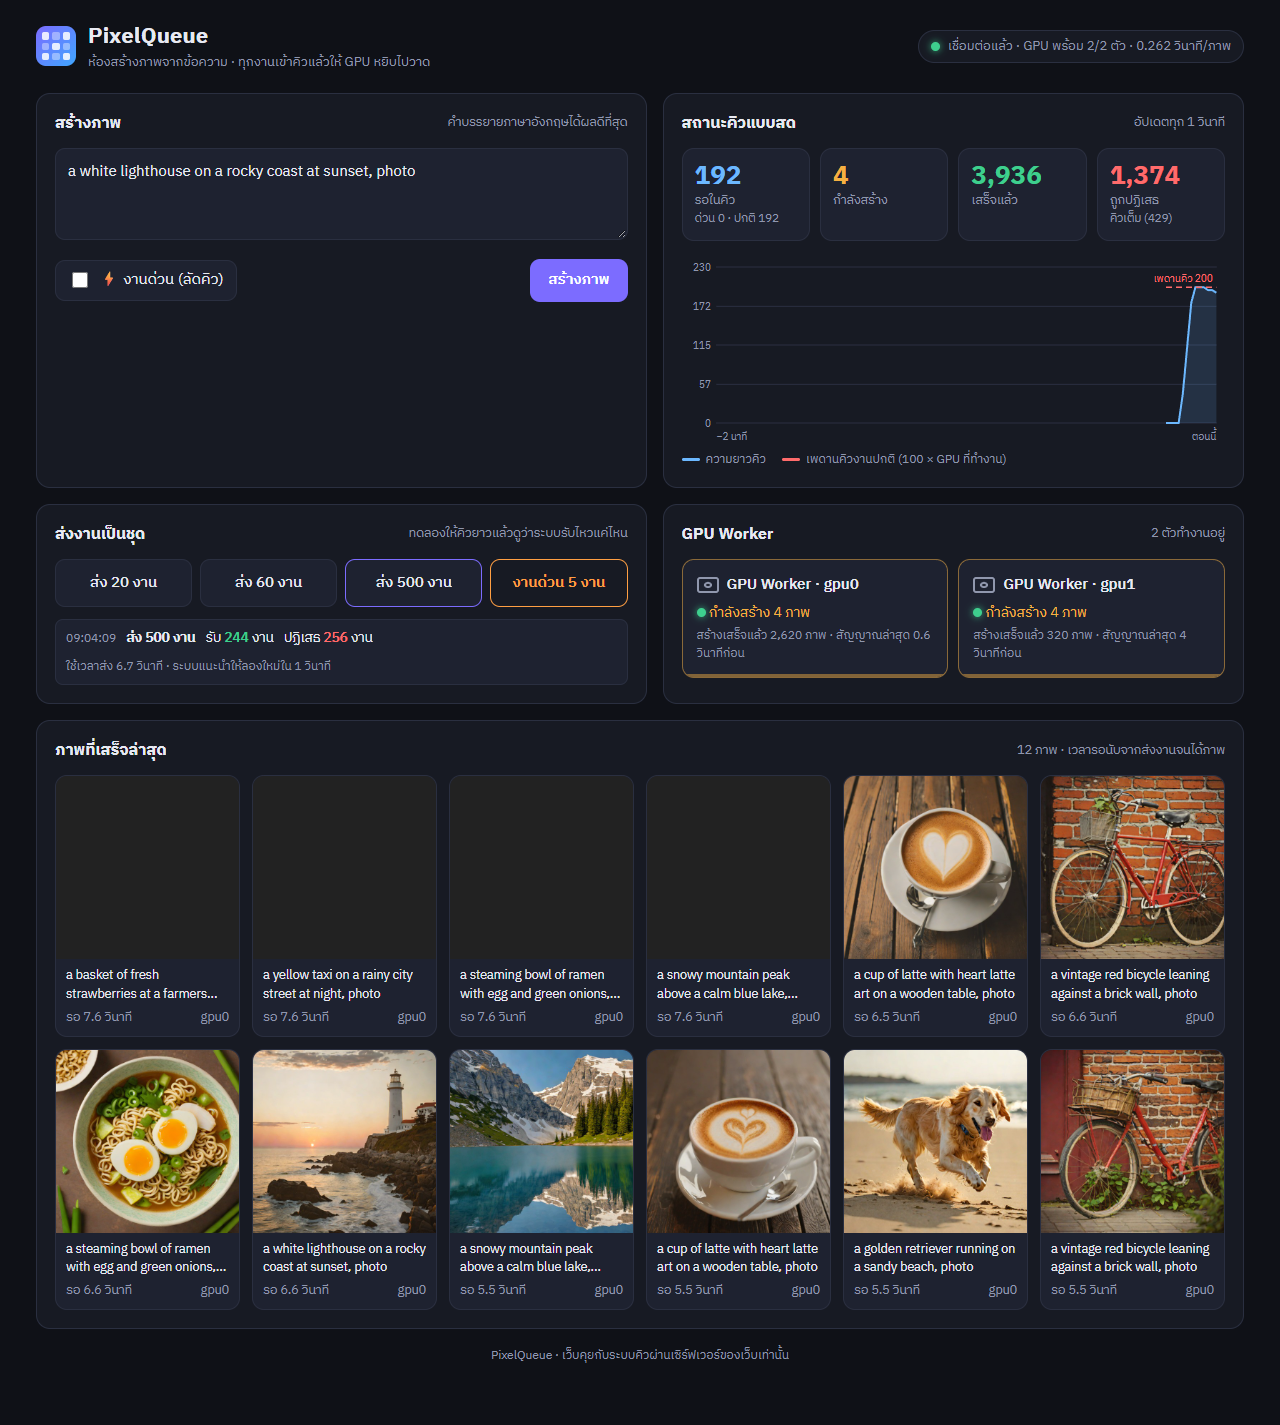 PixelQueue
ห้องสร้างภาพจากข้อความ · ทุกงานเข้าคิวแล้วให้ GPU หยิบไปวาด
เชื่อมต่อแล้ว · GPU พร้อม 2/2 ตัว · 0.262 วินาที/ภาพ
สร้างภาพ
คำบรรยายภาษาอังกฤษได้ผลดีที่สุด
a white lighthouse on a rocky coast at sunset, photo
งานด่วน (ลัดคิว)
สร้างภาพ
สถานะคิวแบบสด
อัปเดตทุก 1 วินาที
192
รอในคิว
ด่วน 0 · ปกติ 192
4
กำลังสร้าง
3,936
เสร็จแล้ว
1,374
ถูกปฏิเสธ
คิวเต็ม (429)
230
เพดานคิว 200
172
115
57
0
−2 นาที
ตอนนี้
ความยาวคิว
เพดานคิวงานปกติ (100 × GPU ที่ทำงาน)
ส่งงานเป็นชุด
ทดลองให้คิวยาวแล้วดูว่าระบบรับไหวแค่ไหน
ส่ง 20 งาน
ส่ง 60 งาน
ส่ง 500 งาน
งานด่วน 5 งาน
09:04:09 ส่ง 500 งาน รับ 244 งาน ปฏิเสธ 256 งาน
ใช้เวลาส่ง 6.7 วินาที · ระบบแนะนำให้ลองใหม่ใน 1 วินาที
GPU Worker
2 ตัวทำงานอยู่
GPU Worker · gpu0
กำลังสร้าง 4 ภาพ
สร้างเสร็จแล้ว 2,620 ภาพ · สัญญาณล่าสุด 0.6
วินาทีก่อน
GPU Worker · gpu1
กำลังสร้าง 4 ภาพ
สร้างเสร็จแล้ว 320 ภาพ · สัญญาณล่าสุด 4
วินาทีก่อน
ภาพที่เสร็จล่าสุด
12 ภาพ · เวลารอนับจากส่งงานจนได้ภาพ
a basket of fresh
strawberries at a farmers...
รอ 7.6 วินาที gpu0
a yellow taxi on a rainy city
street at night, photo
รอ 7.6 วินาที gpu0
a steaming bowl of ramen
with egg and green onions,...
รอ 7.6 วินาที gpu0
a snowy mountain peak
above a calm blue lake,...
รอ 7.6 วินาที gpu0
a cup of latte with heart latte
art on a wooden table, photo
รอ 6.5 วินาที gpu0
a vintage red bicycle leaning
against a brick wall, photo
รอ 6.6 วินาที gpu0
a steaming bowl of ramen
with egg and green onions,...
รอ 6.6 วินาที gpu0
a white lighthouse on a rocky
coast at sunset, photo
รอ 6.6 วินาที gpu0
a snowy mountain peak
above a calm blue lake,...
รอ 5.5 วินาที gpu0
a cup of latte with heart latte
art on a wooden table, photo
รอ 5.5 วินาที gpu0
a golden retriever running on
a sandy beach, photo
รอ 5.5 วินาที gpu0
a vintage red bicycle leaning
against a brick wall, photo
รอ 5.5 วินาที gpu0
PixelQueue · เว็บคุยกับระบบคิวผ่านเซิร์ฟเวอร์ของเว็บเท่านั้น